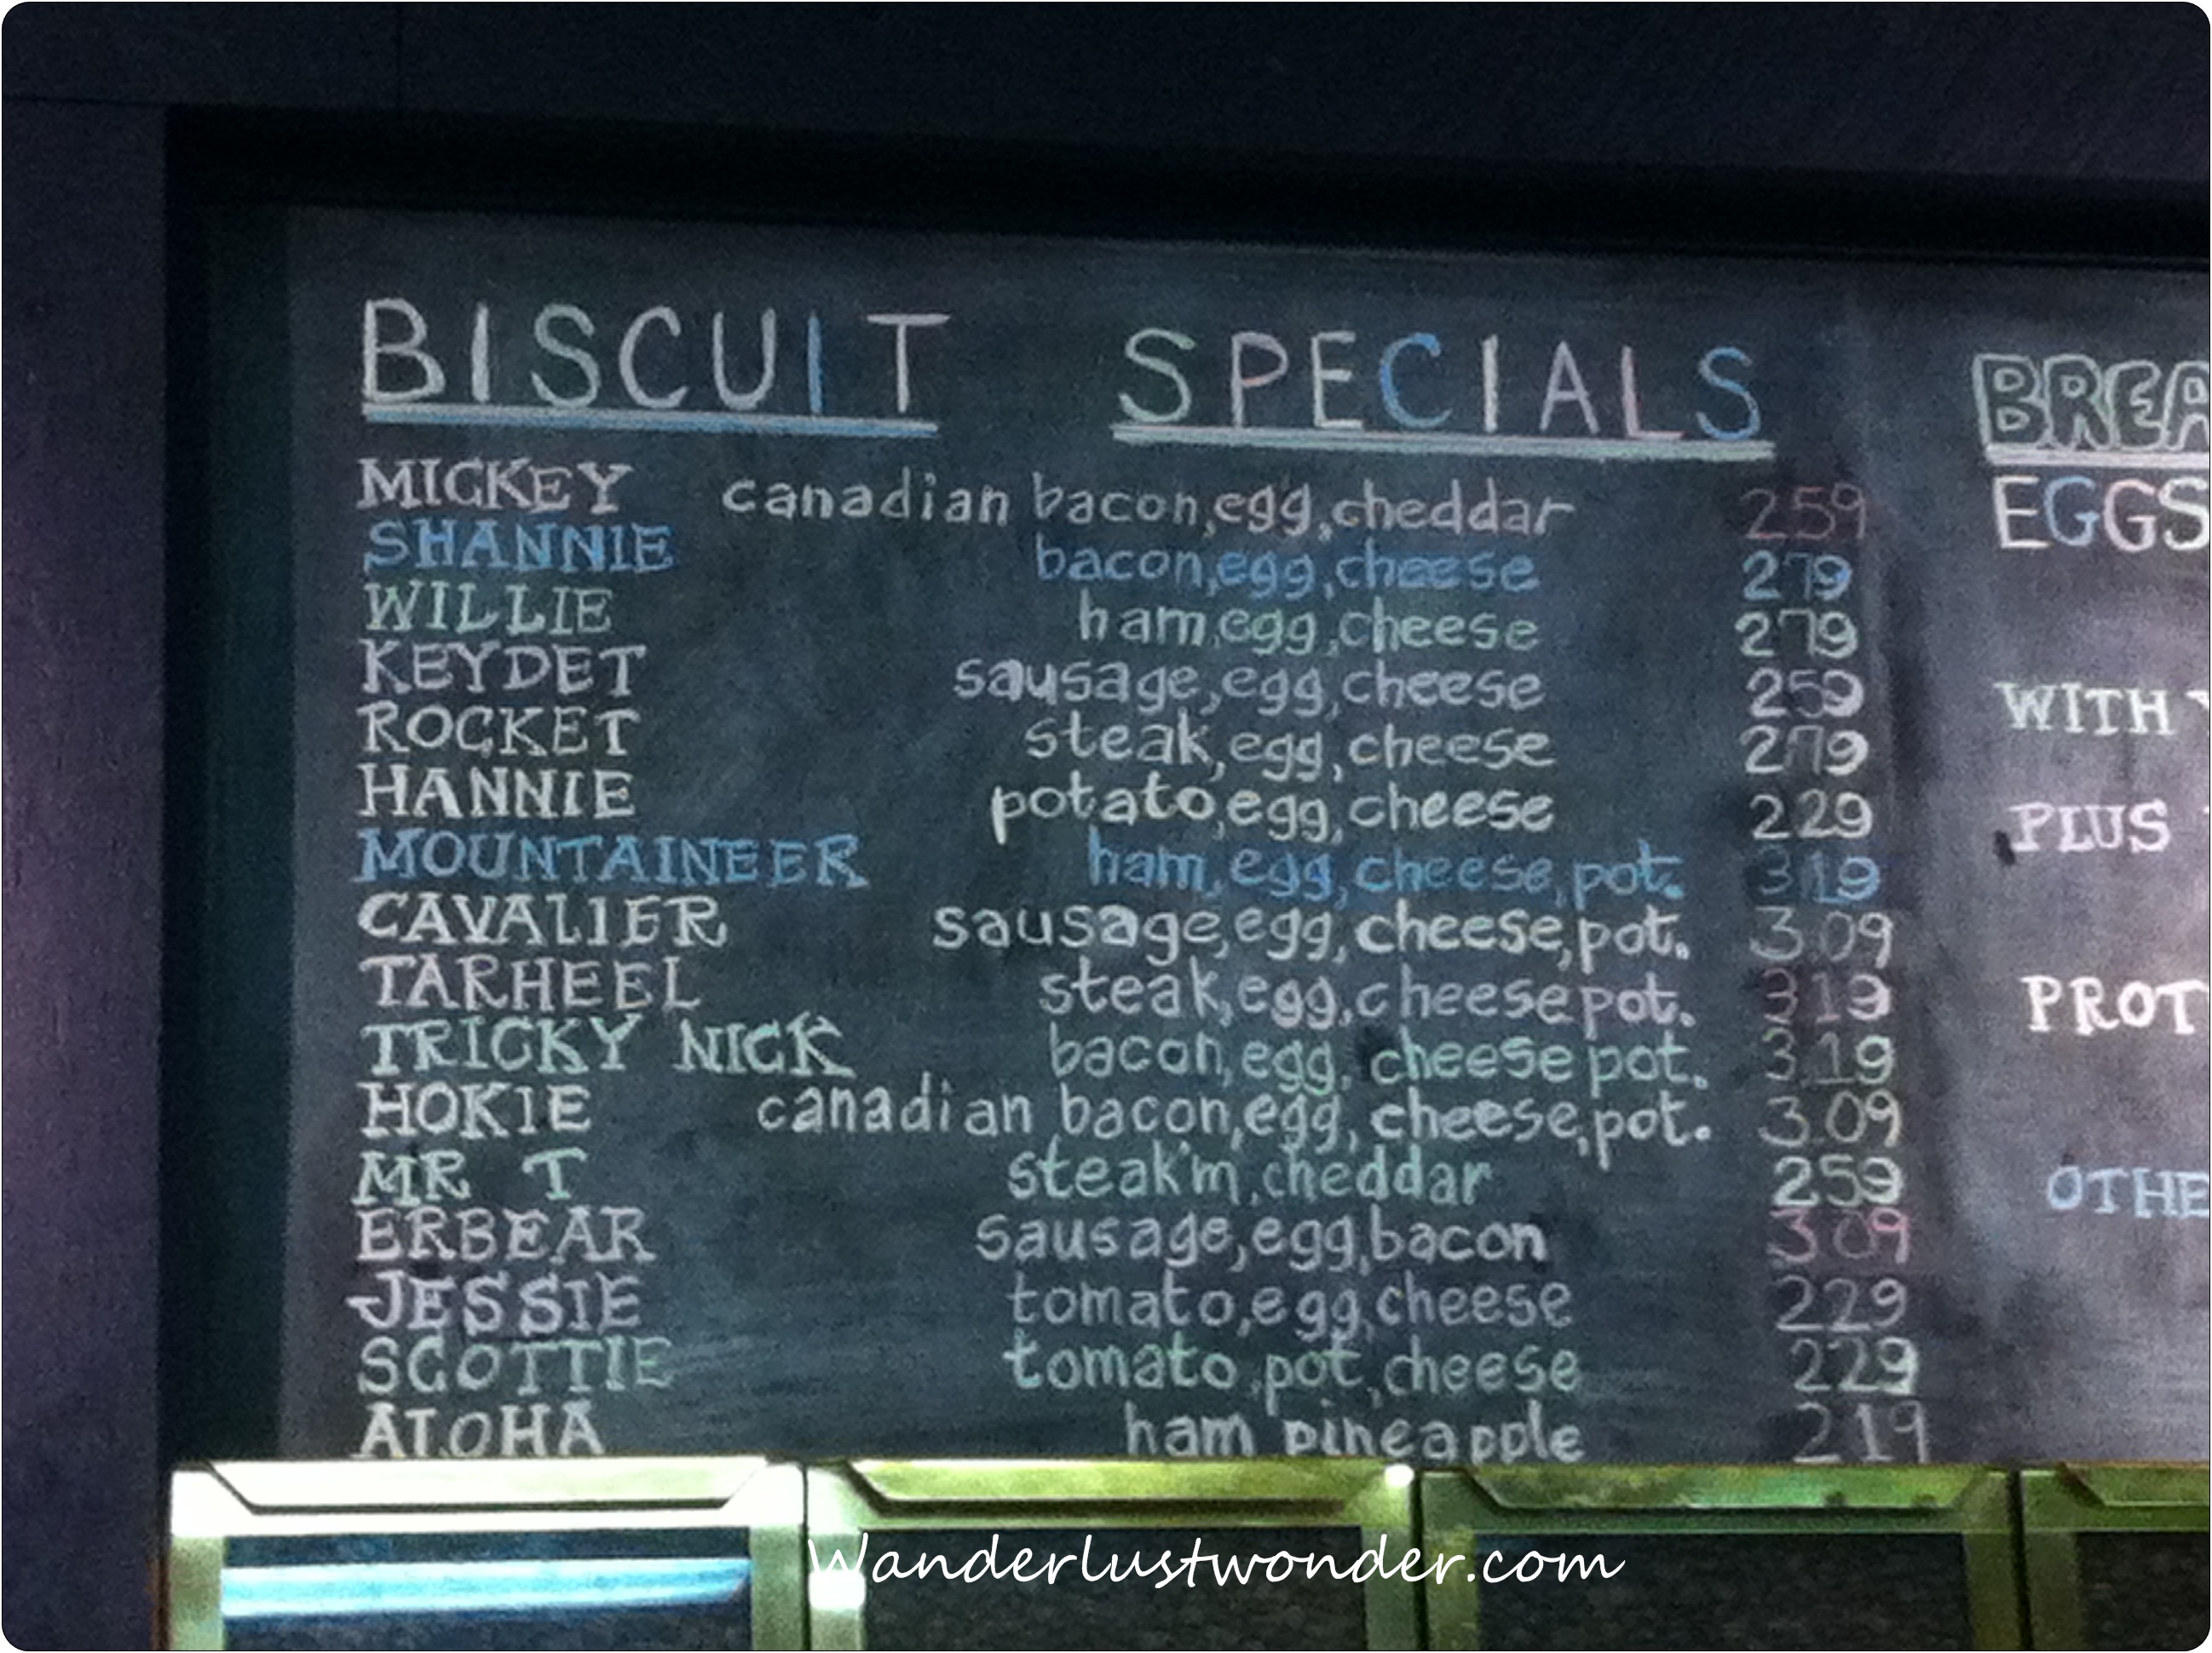 BISCUIT SPECIALS
MICKEY canadian bacon,egg,cheddar 259
SHANNIE bacon,egg,cheese 279
WILLIE ham,egg,cheese 279
KEYDET sausage,egg,cheese 259
ROCKET steak,egg,cheese 279
HANNIE potato,egg,cheese 229
MOUNTAINEER ham,egg,cheese,pot. 319
CAVALIER sausage,egg,cheese,pot. 3.09
TARHEEL steak,egg,cheese pot. 319
TRICKY NICK bacon,egg, cheese pot. 3.19
HOKIE canadian bacon,egg, cheese,pot. 3.09
MR T steak'm,cheddar 259
ERBEAR sausage,egg,bacon 309
JESSIE tomato,egg,cheese 229
SCOTTIE tomato,pot,cheese 229
ALOHA ham pineapple 219
BREA
EGGS
WITH
PLUS
PROT
OTHE
Wanderlustwonder.com